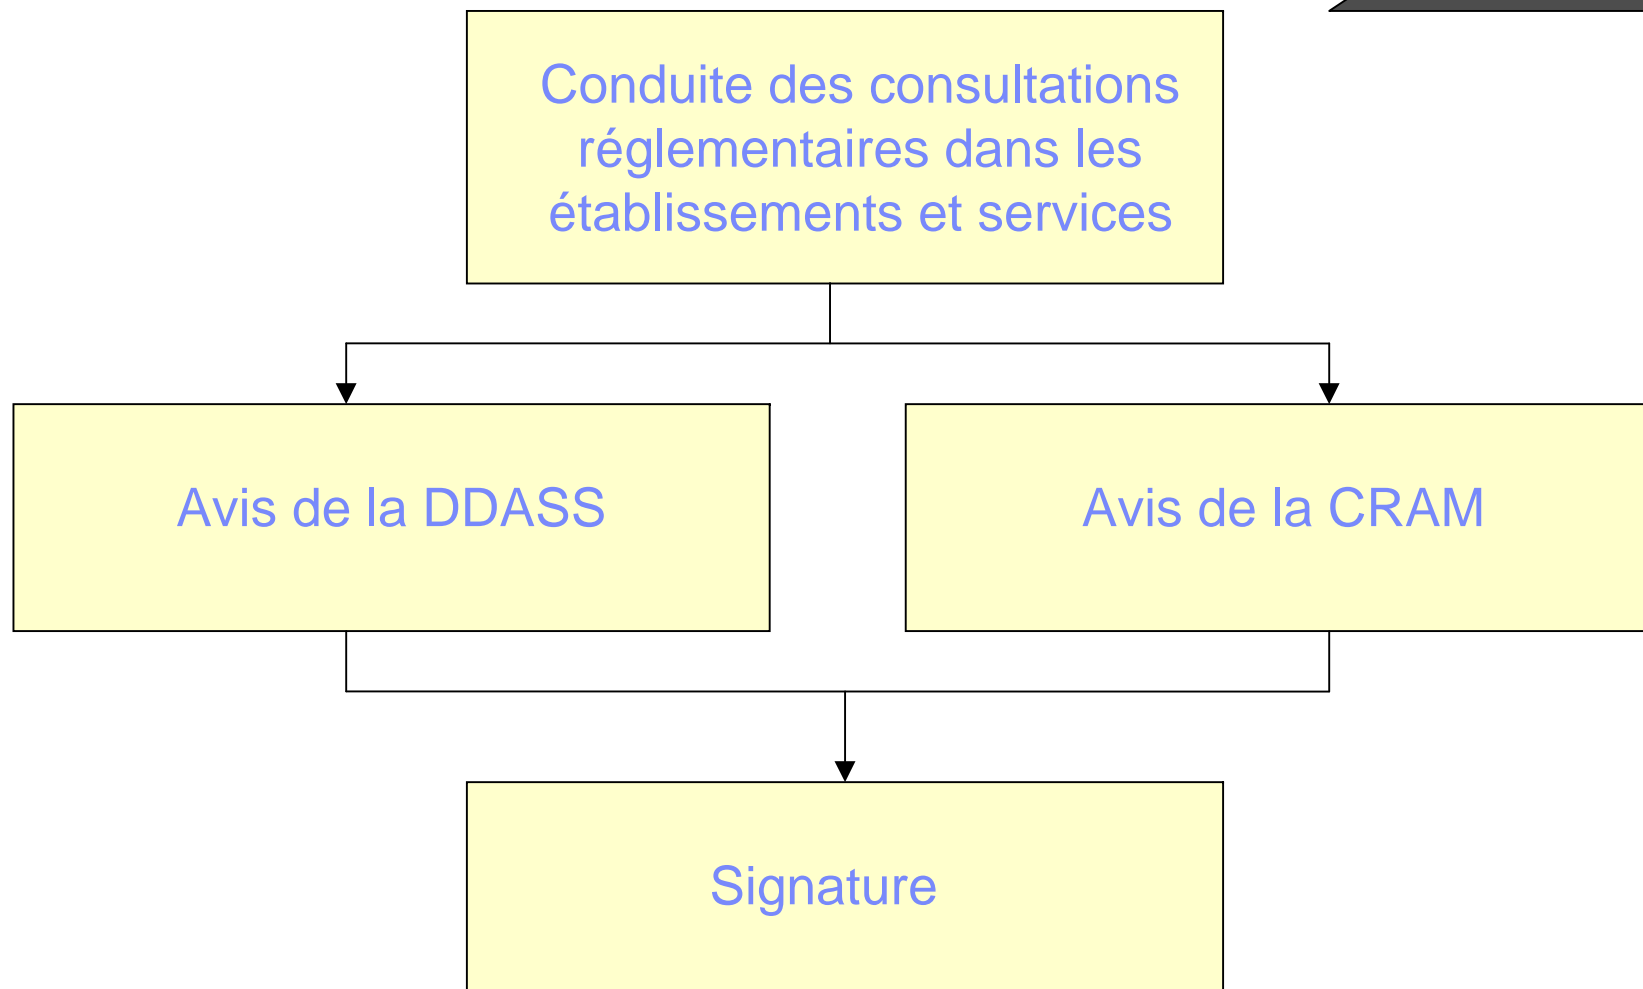 Conduite des consultations
réglementaires dans les
établissements et services
Avis de la DDASS
Avis de la CRAM
Signature